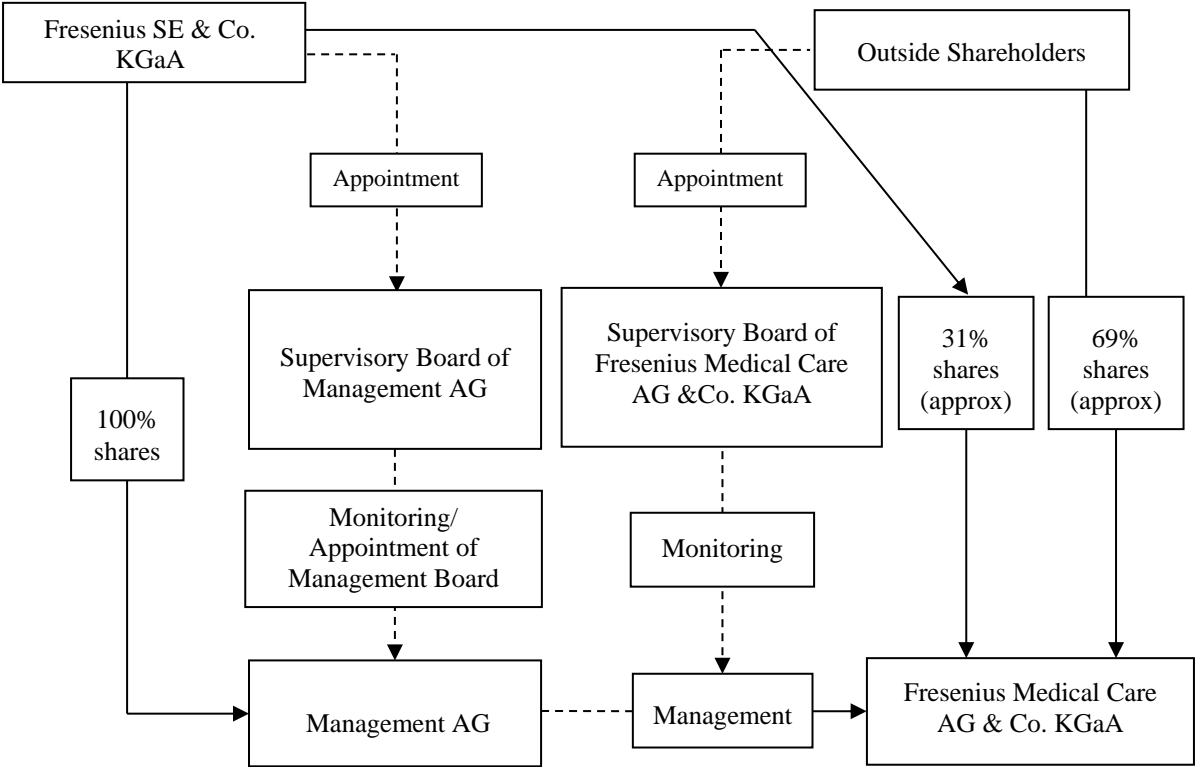 Fresenius SE & Co.
KGaA
Outside Shareholders
Appointment
Appointment
Supervisory Board of
Management AG
Supervisory Board of
Fresenius Medical Care
AG &Co. KGaA
31%
shares
(approx)
69%
shares
(approx)
100%
shares
Monitoring/
Appointment of
Management Board
Monitoring
Management AG
Management
Fresenius Medical Care
AG & Co. KGaA